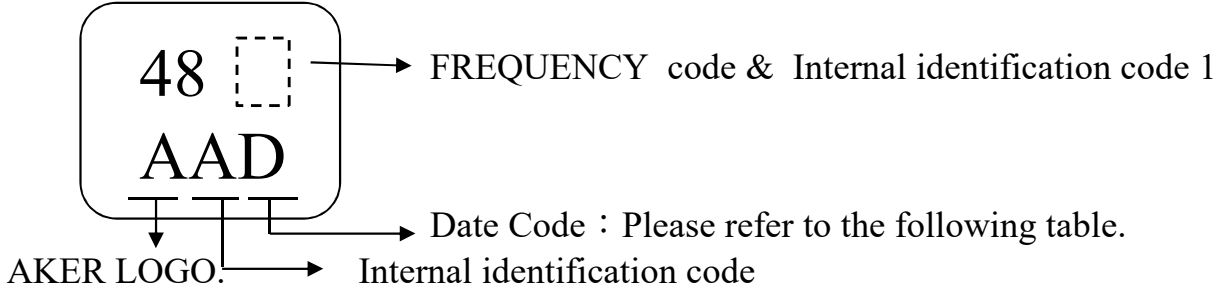 48
FREQUENCY code & Internal identification code 1
AAD
Date Code：Please refer to the following table.
AKER LOGO.
Internal identification code